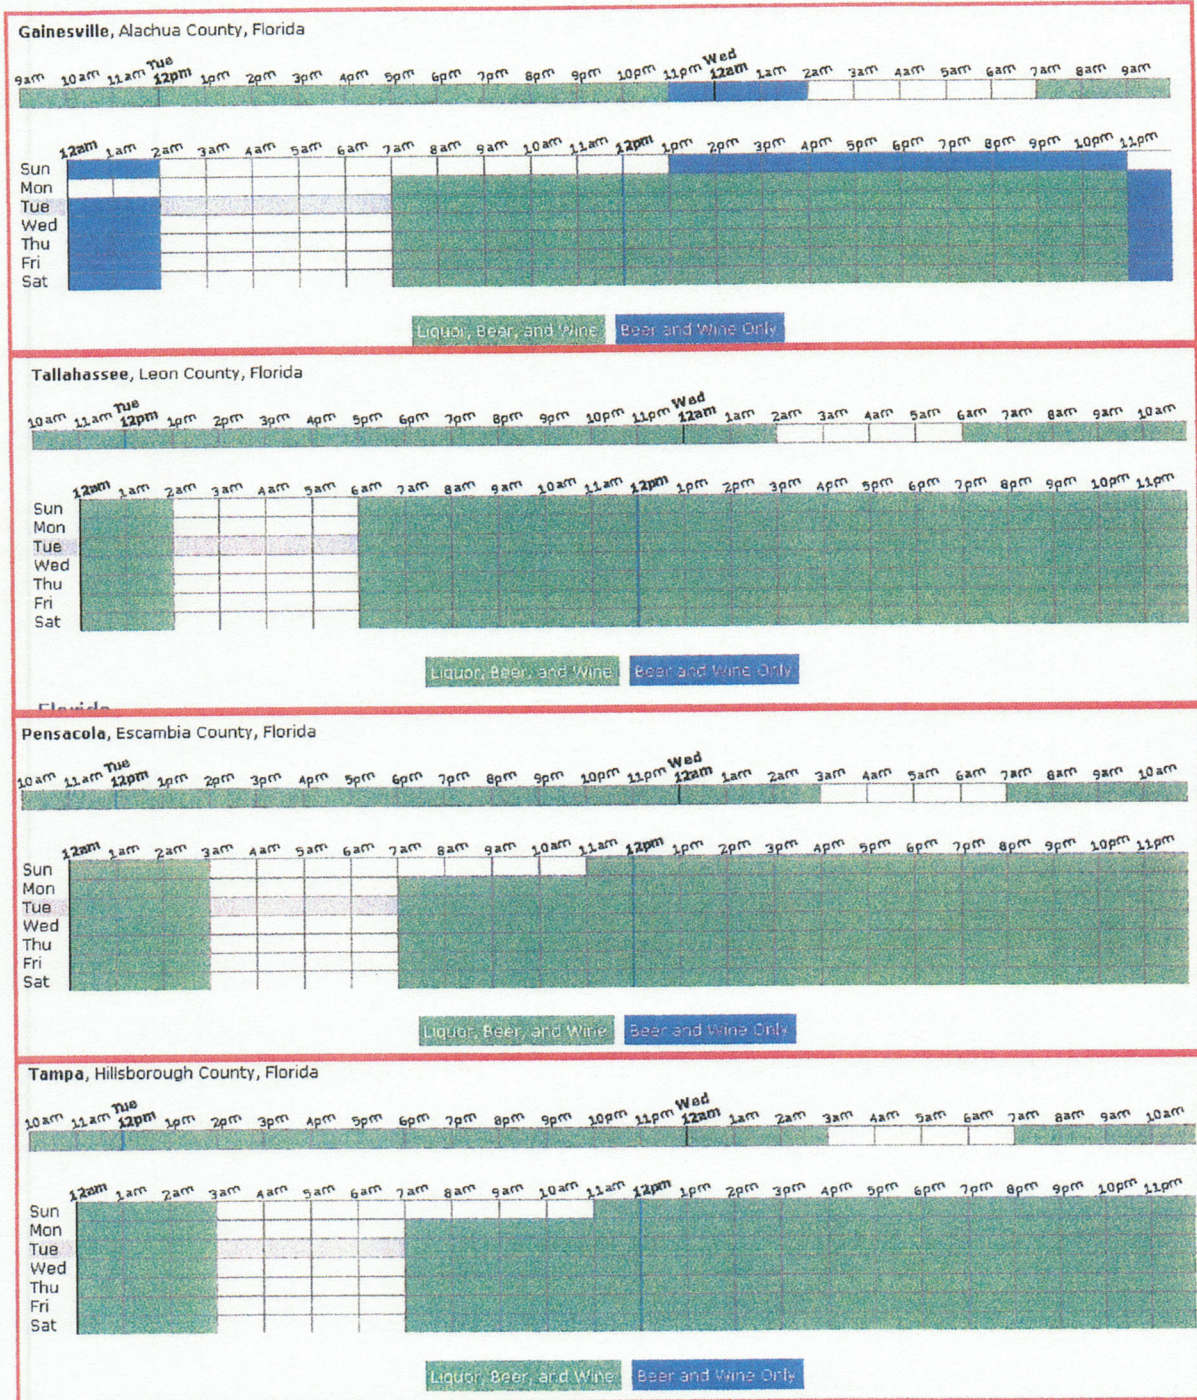 Gainesville, Alachua County, Florida
Tue Wed
9am 10am 11am 12pm 1pm 2pm 3pm 4pm 5pm 6pm 7pm 8pm 9pm 10pm 11pm 12am 1am 2am 3am 4am 5am 6am 7am 8am 9am
12am 1am 2am 3am 4am 5am 6am 7am 8am 9am 10am 11am 12pm 1pm 2pm 3pm 4pm 5pm 6pm 7pm 8pm 9pm 10pm 11pm
Sun
Mon
Tue
Wed
Thu
Fri
Sat
Liquor, Beer, and Wine Beer and Wine Only
Tallahassee, Leon County, Florida
Tue Wed
10am 11am 12pm 1pm 2pm 3pm 4pm 5pm 6pm 7pm 8pm 9pm 10pm 11pm 12am 1am 2am 3am 4am 5am 6am 7am 8am 9am 10am
12am 1am 2am 3am 4am 5am 6am 7am 8am 9am 10am 11am 12pm 1pm 2pm 3pm 4pm 5pm 6pm 7pm 8pm 9pm 10pm 11pm
Sun
Mon
Tue
Wed
Thu
Fri
Sat
Liquor, Beer, and Wine Beer and Wine Only
Florida
Pensacola, Escambia County, Florida
Tue Wed
10am 11am 12pm 1pm 2pm 3pm 4pm 5pm 6pm 7pm 8pm 9pm 10pm 11pm 12am 1am 2am 3am 4am 5am 6am 7am 8am 9am 10am
12am 1am 2am 3am 4am 5am 6am 7am 8am 9am 10am 11am 12pm 1pm 2pm 3pm 4pm 5pm 6pm 7pm 8pm 9pm 10pm 11pm
Sun
Mon
Tue
Wed
Thu
Fri
Sat
Liquor, Beer, and Wine Beer and Wine Only
Tampa, Hillsborough County, Florida
Tue Wed
10am 11am 12pm 1pm 2pm 3pm 4pm 5pm 6pm 7pm 8pm 9pm 10pm 11pm 12am 1am 2am 3am 4am 5am 6am 7am 8am 9am 10am
12am 1am 2am 3am 4am 5am 6am 7am 8am 9am 10am 11am 12pm 1pm 2pm 3pm 4pm 5pm 6pm 7pm 8pm 9pm 10pm 11pm
Sun
Mon
Tue
Wed
Thu
Fri
Sat
Liquor, Beer, and Wine Beer and Wine Only